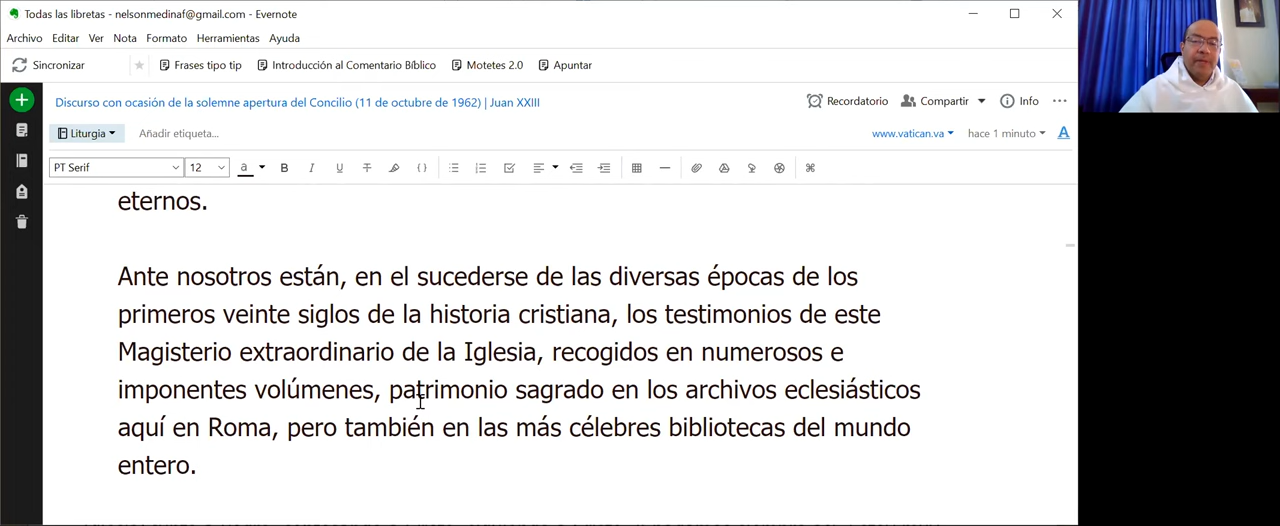 Todas las libretas - nelsonmedinaf@gmail.com - Evernote
Archivo Editar Ver Nota Formato Herramientas Ayuda
Sincronizar Frases tipo tip Introducción al Comentario Bíblico Motetes 2.0 Apuntar
Discurso con ocasión de la solemne apertura del Concilio (11 de octubre de 1962) | Juan XXIII Recordatorio Compartir Info
Liturgia Añadir etiqueta... www.vatican.va hace 1 minuto A
PT Serif 12 a B I U T
eternos.
Ante nosotros están, en el sucederse de las diversas épocas de los
primeros veinte siglos de la historia cristiana, los testimonios de este
Magisterio extraordinario de la Iglesia, recogidos en numerosos e
imponentes volúmenes, patrimonio sagrado en los archivos eclesiásticos
aquí en Roma, pero también en las más célebres bibliotecas del mundo
entero.